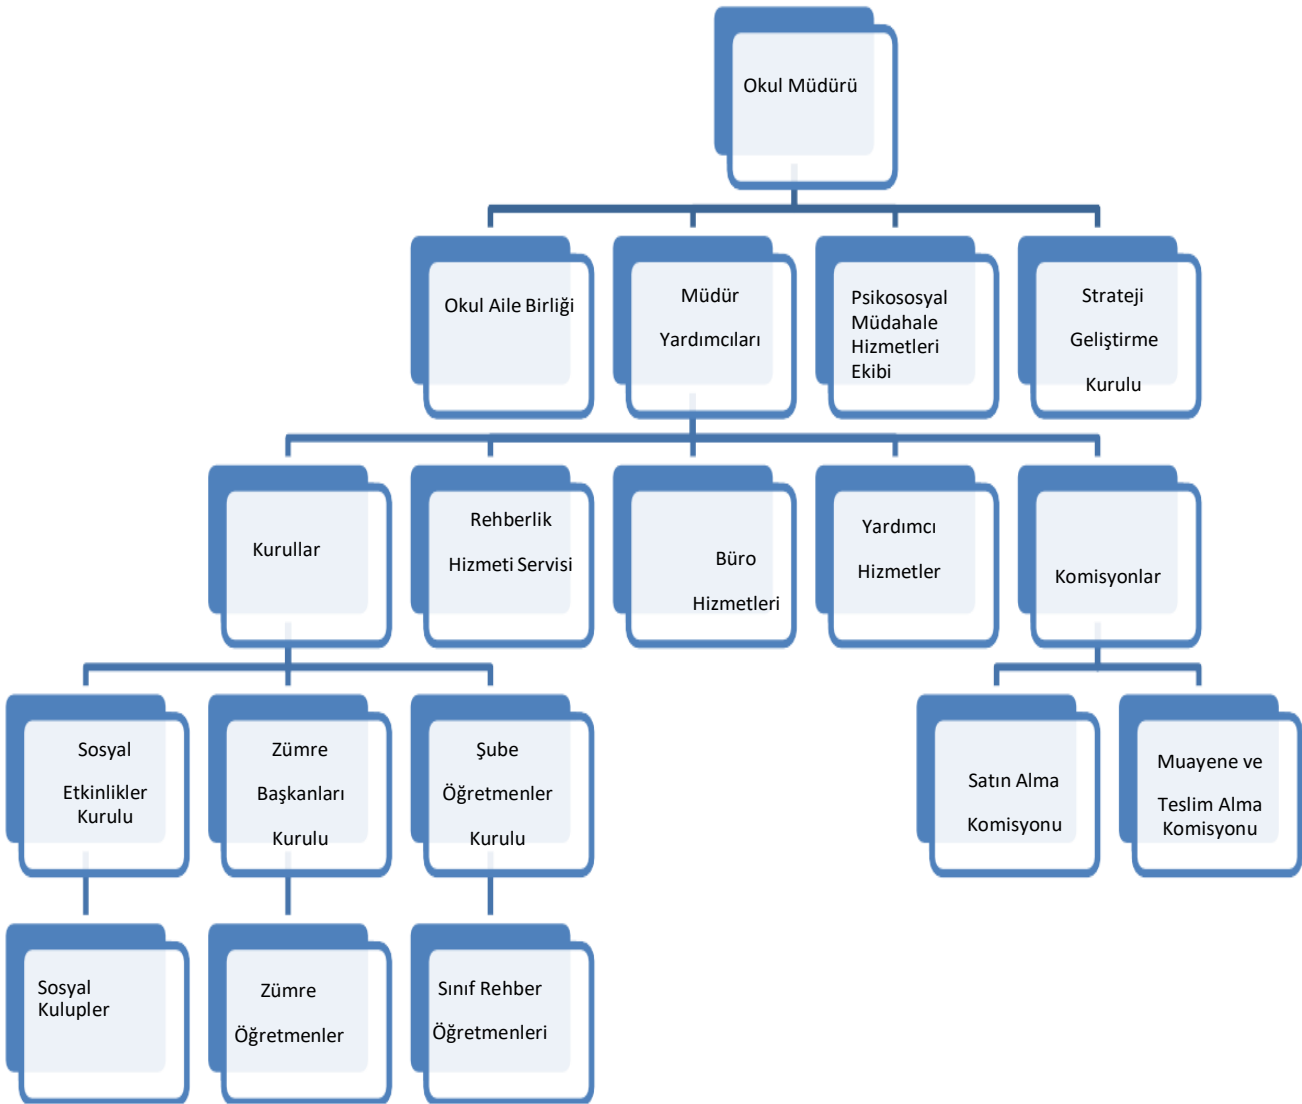 Okul Müdürü
Okul Aile Birliği
Müdür
Yardımcıları
Psikososyal
Müdahale
Hizmetleri
Ekibi
Strateji
Geliştirme
Kurulu
Kurullar
Rehberlik
Hizmeti Servisi
Büro
Hizmetleri
Yardımcı
Hizmetler
Komisyonlar
Sosyal
Etkinlikler
Kurulu
Zümre
Başkanları
Kurulu
Şube
Öğretmenler
Kurulu
Satın Alma
Komisyonu
Muayene ve
Teslim Alma
Komisyonu
Sosyal
Kulupler
Zümre
Öğretmenler
Sınıf Rehber
Öğretmenleri